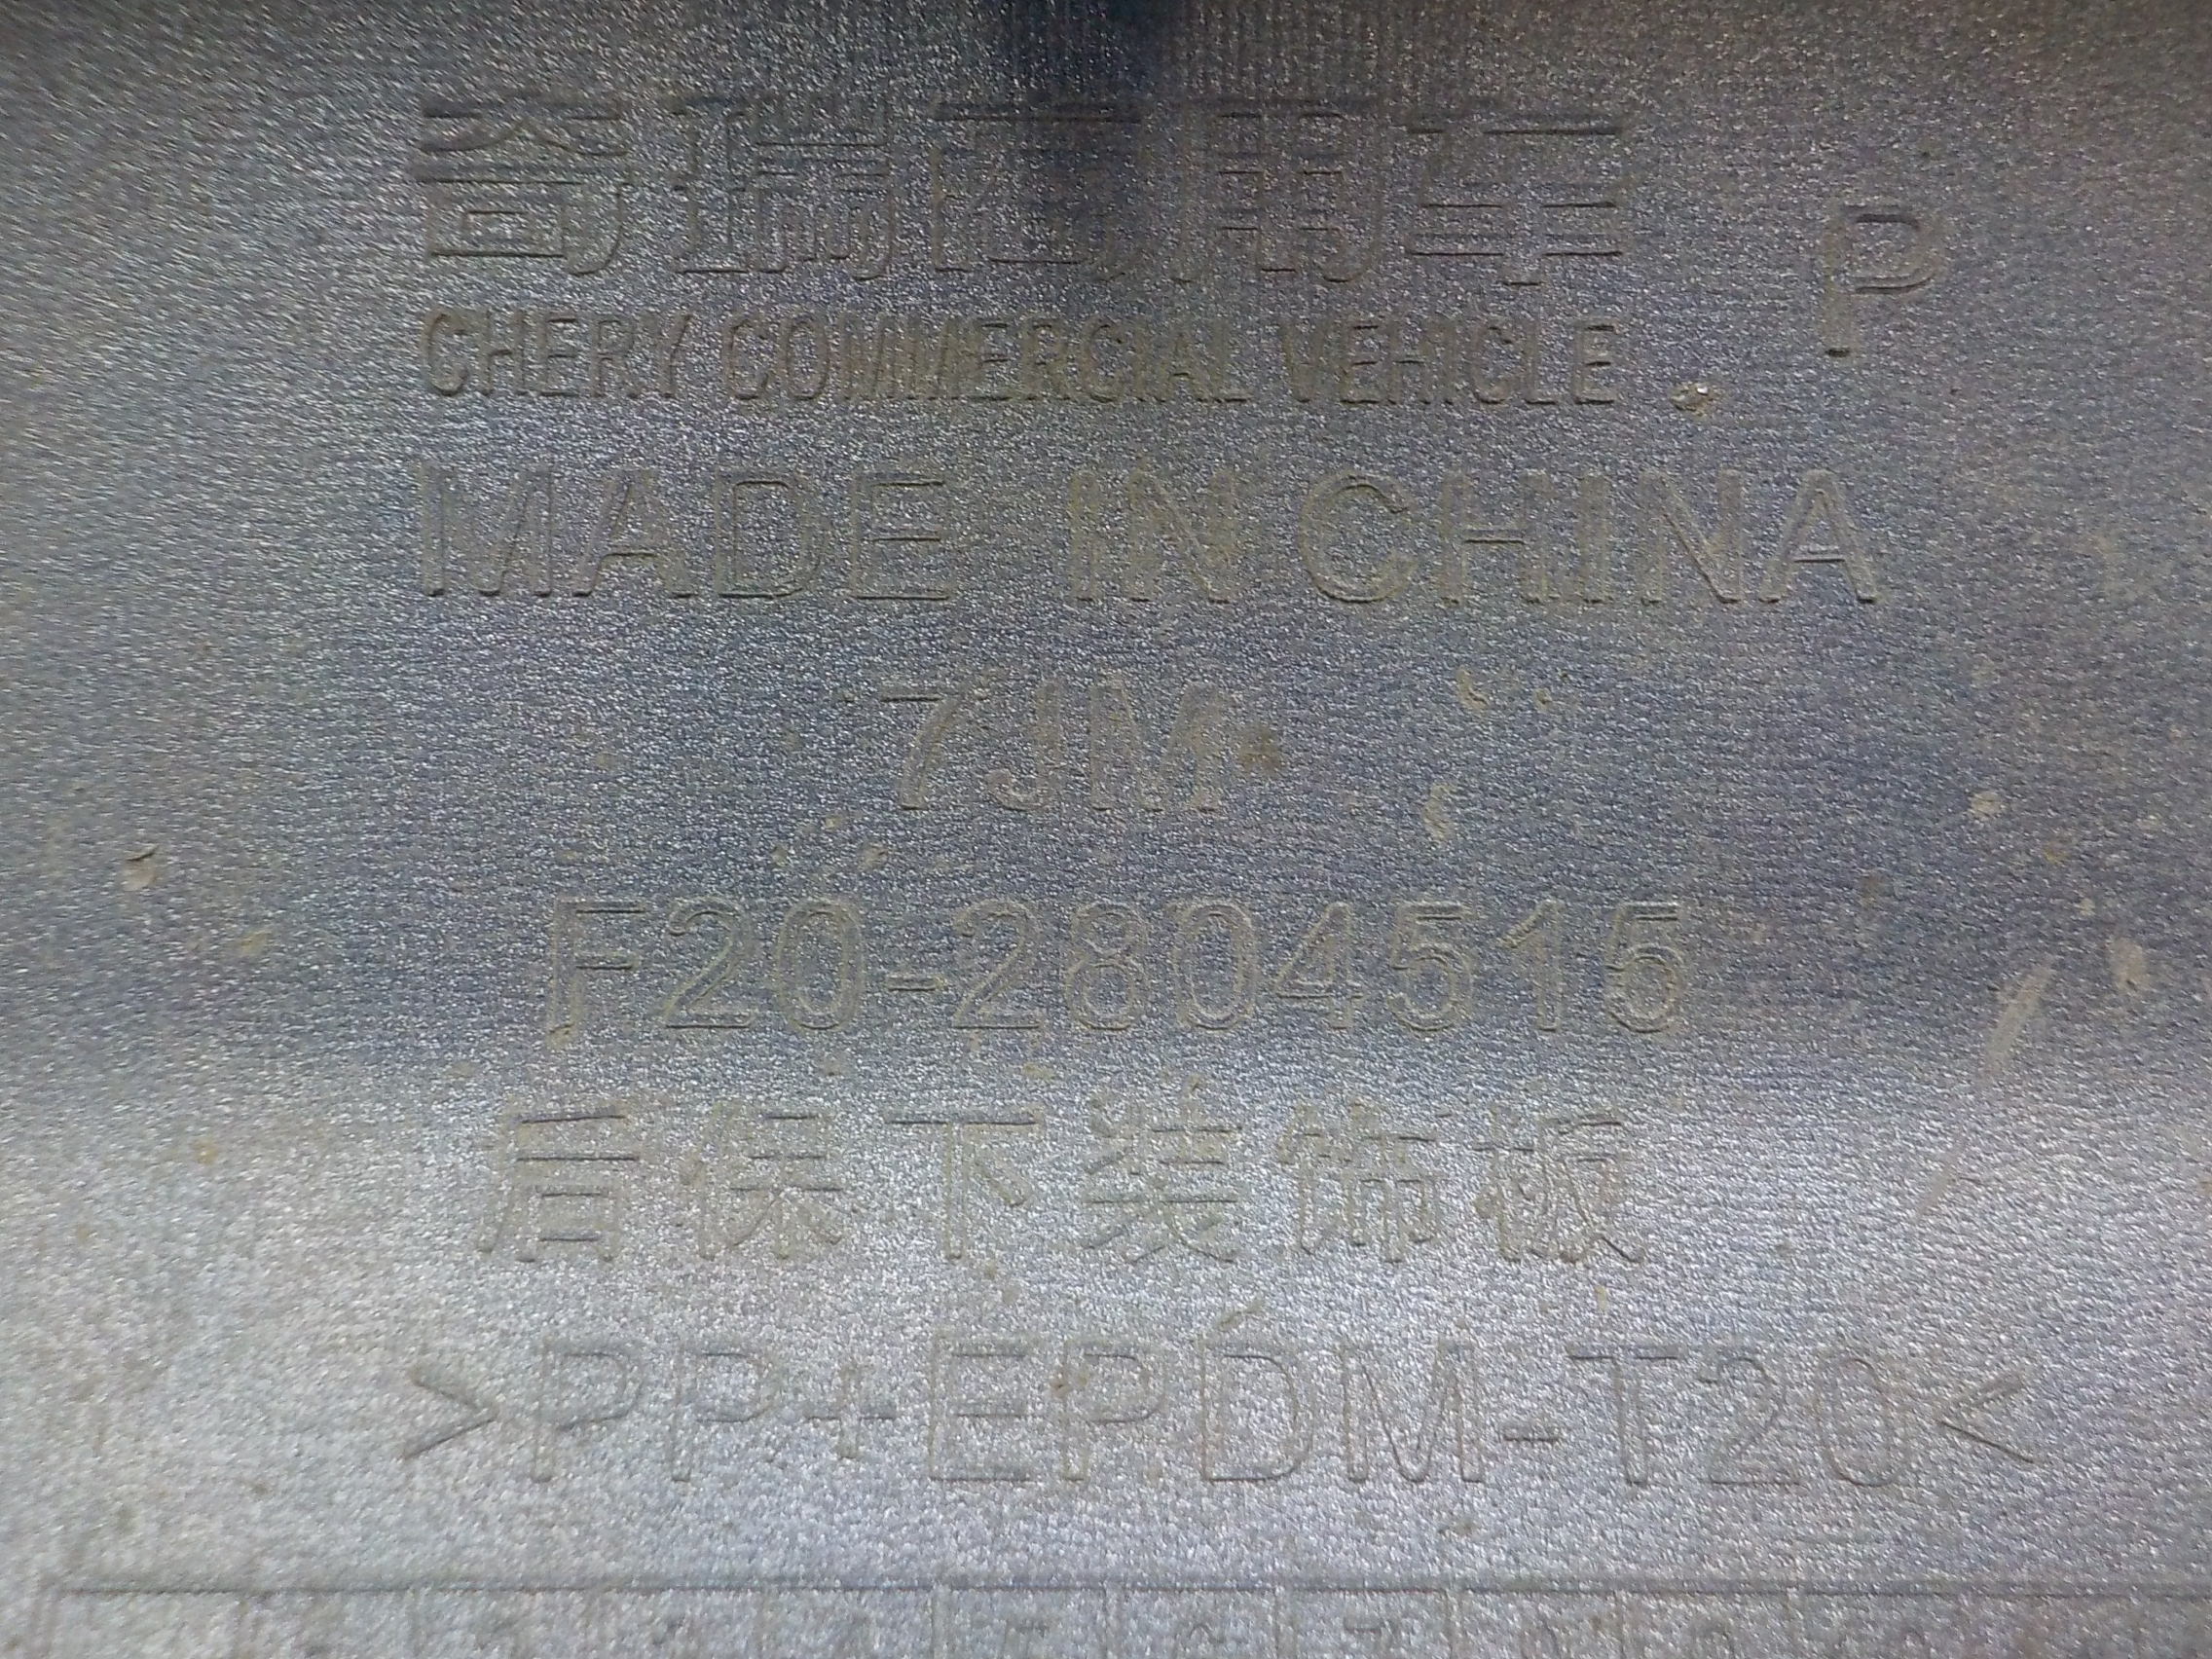 奇瑞商用车 P
CHERY COMMERCIAL VEHICLE
MADE IN CHINA
7JM
F20-2804515
后保下装饰板
>PP+EPDM-T20<